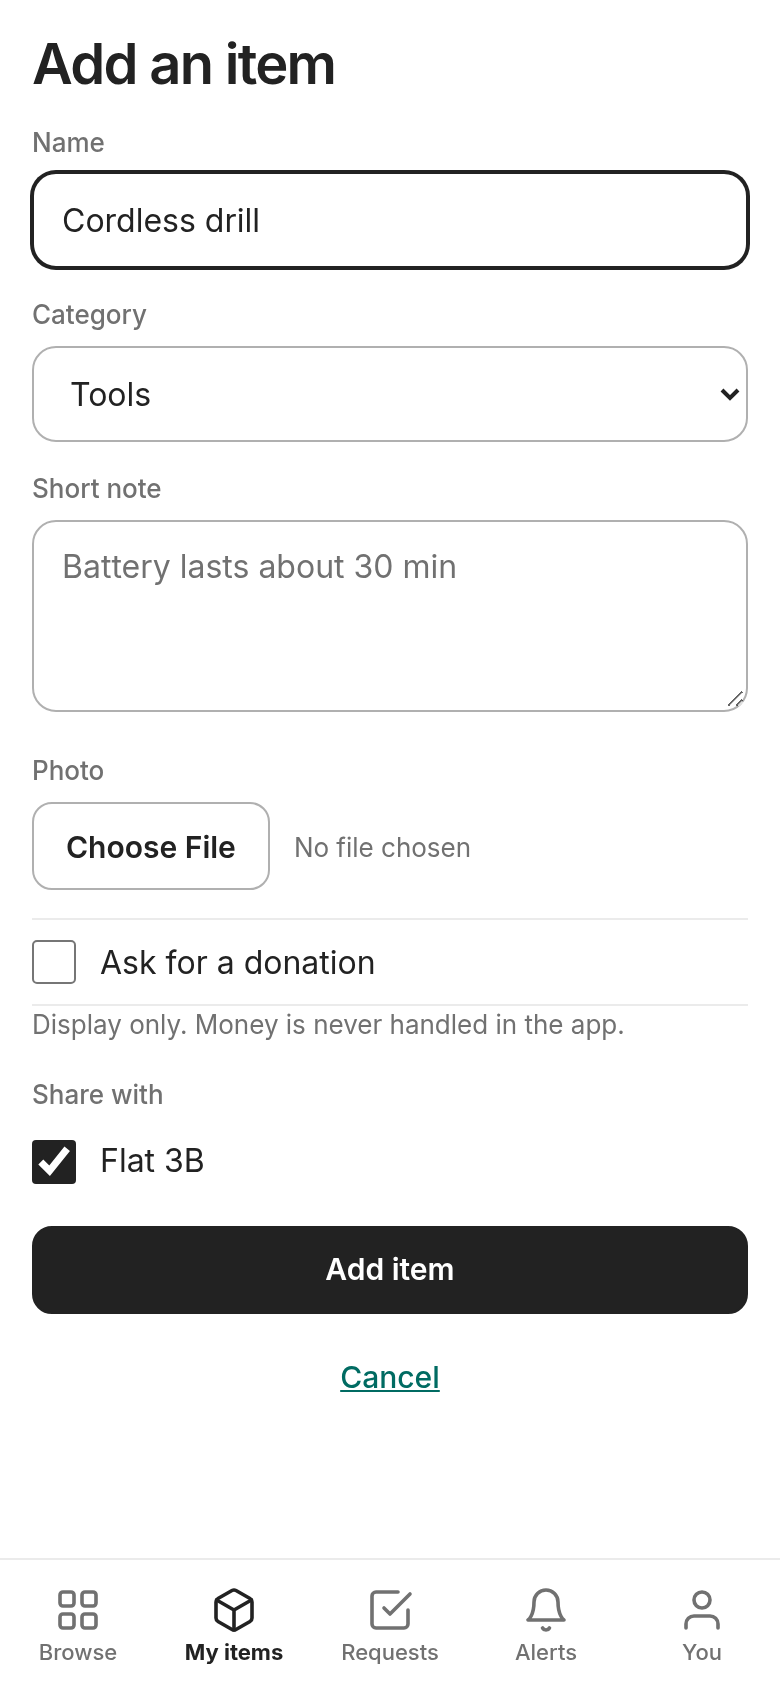 Add an item
Name
Cordless drill
Category
Tools
Short note
Battery lasts about 30 min
Photo
Choose File No file chosen
Ask for a donation
Display only. Money is never handled in the app.
Share with
Flat 3B
Add item
Cancel
Browse My items Requests Alerts You